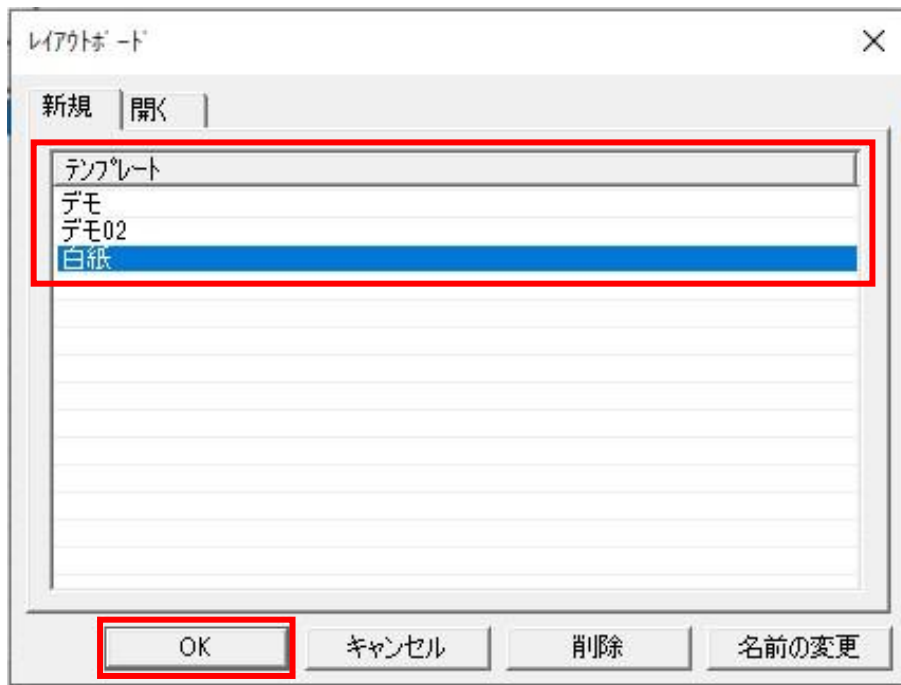 ﾚｲｱｳﾄﾎﾞｰﾄﾞ
新規 開く
ﾃﾝﾌﾟﾚｰﾄ
デモ
デモ02
白紙
OK キャンセル 削除 名前の変更